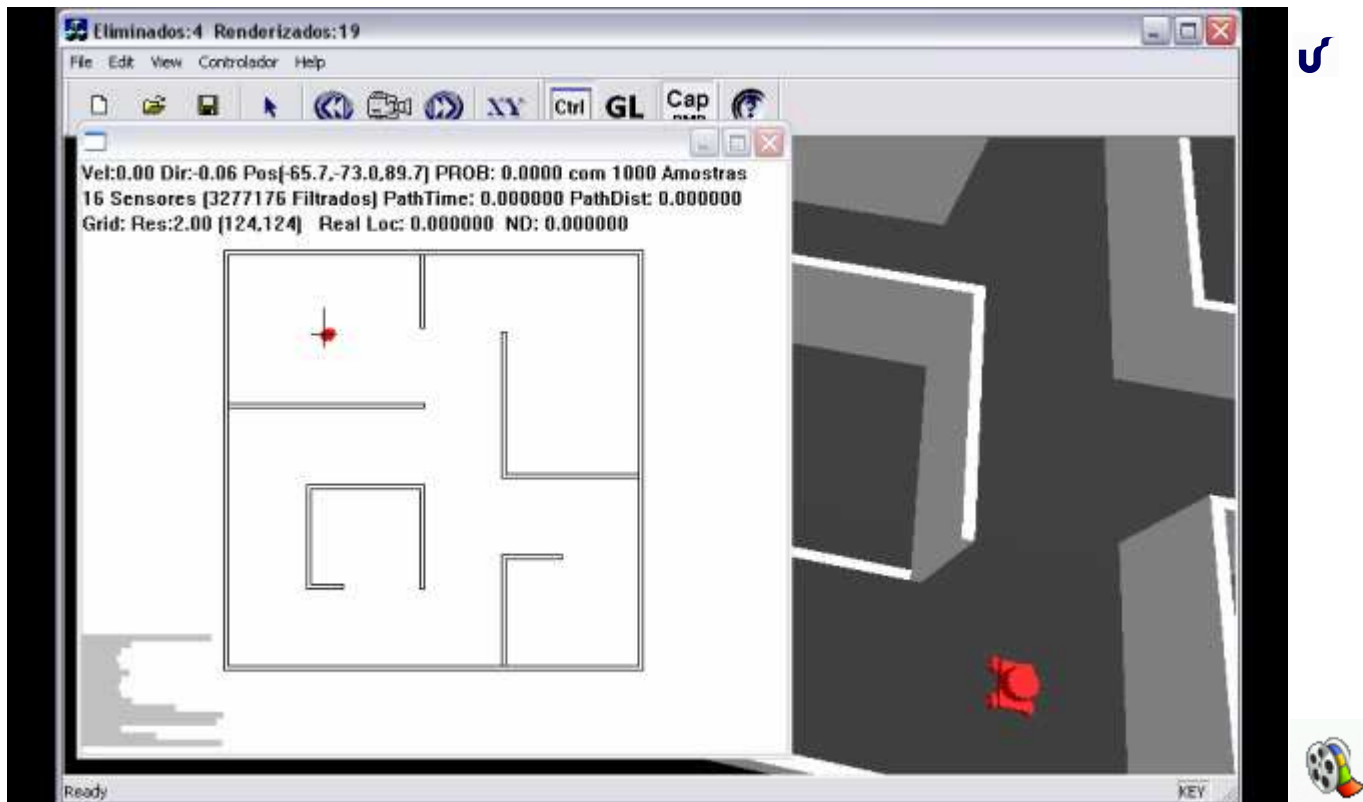 Eliminados:4 Renderizados:19
File Edit View Controlador Help
XY Ctrl GL Cap
Vel:0.00 Dir:-0.06 Pos[-65.7,-73.0,89.7] PROB: 0.0000 com 1000 Amostras
16 Sensores [3277176 Filtrados] PathTime: 0.000000 PathDist: 0.000000
Grid: Res:2.00 [124,124] Real Loc: 0.000000 ND: 0.000000
Ready KEY